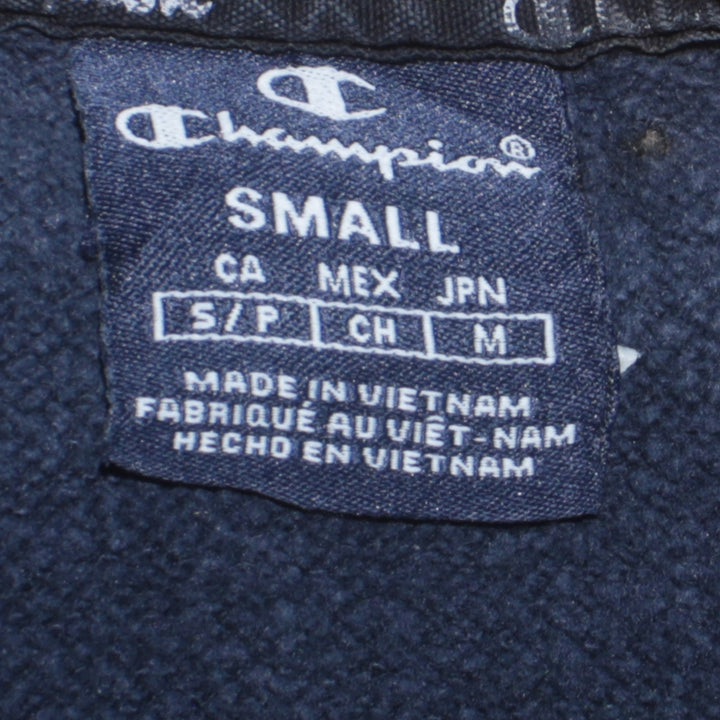 Champion®
SMALL
CA MEX JPN
S/P CH M
MADE IN VIETNAM
FABRIQUÉ AU VIÊT-NAM
HECHO EN VIETNAM